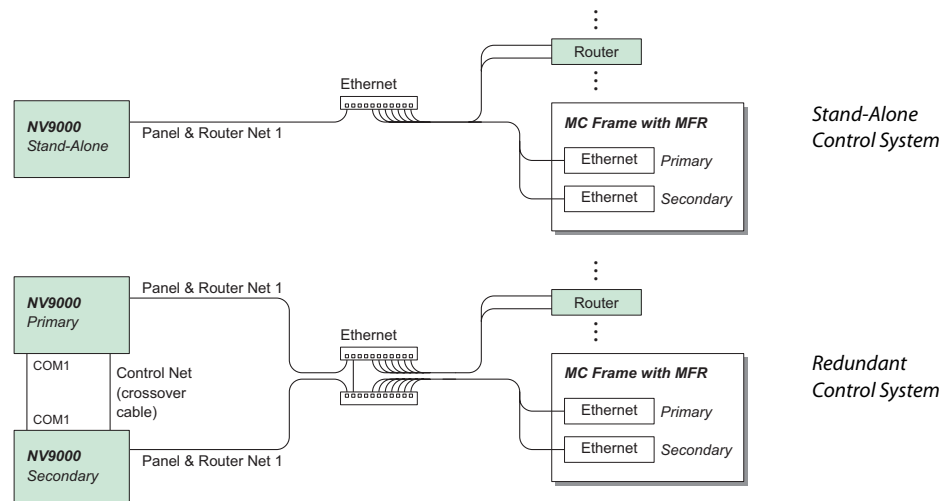 Router
Ethernet
NV9000
Stand-Alone
Panel & Router Net 1
MC Frame with MFR
Ethernet
Primary
Ethernet
Secondary
Stand-Alone
Control System
NV9000
Primary
Panel & Router Net 1
Router
Ethernet
COM1
Control Net
(crossover
cable)
COM1
MC Frame with MFR
Ethernet
Primary
Ethernet
Secondary
Redundant
Control System
NV9000
Secondary
Panel & Router Net 1